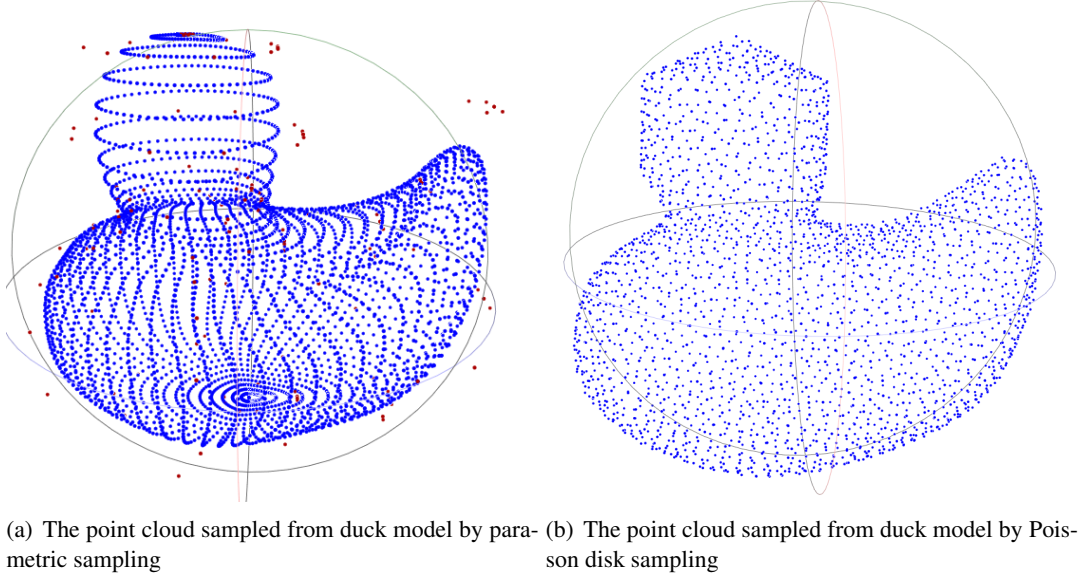 (a) The point cloud sampled from duck model by para-
metric sampling
(b) The point cloud sampled from duck model by Pois-
son disk sampling